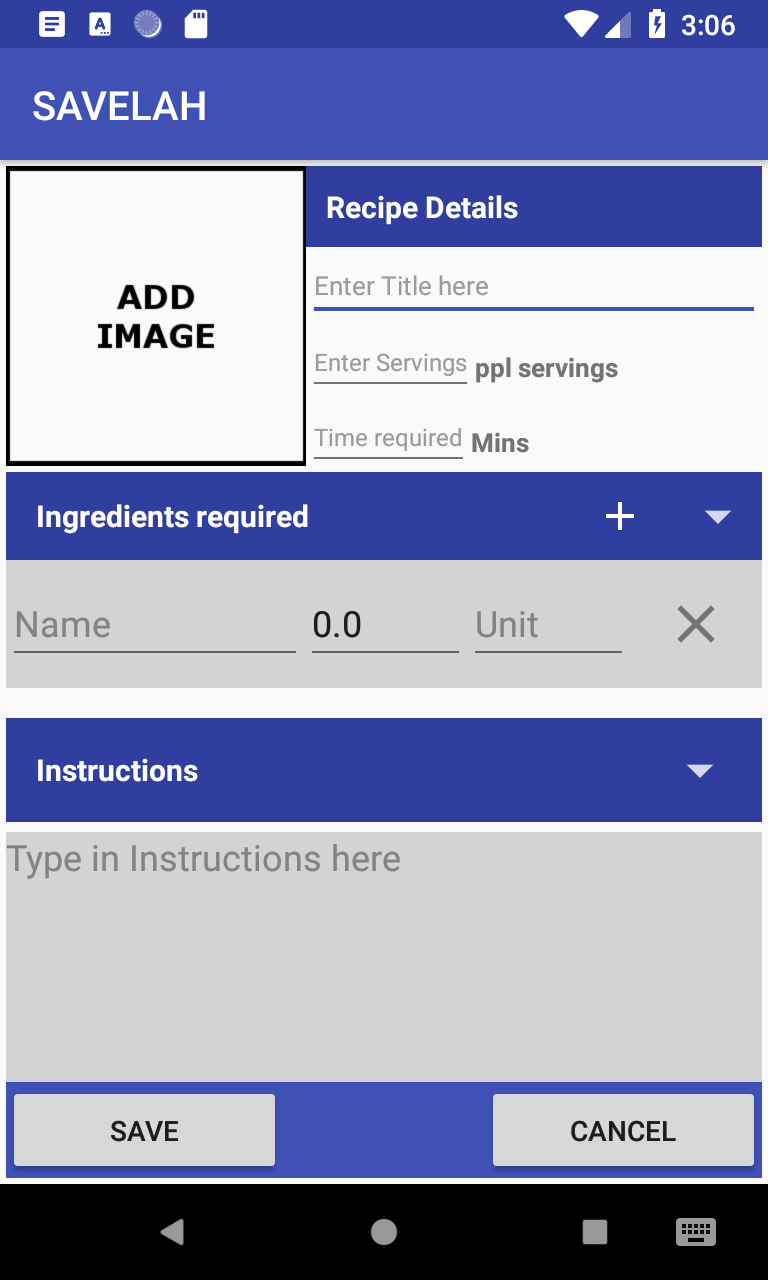 3:06
SAVELAH
ADD
IMAGE
Recipe Details
Enter Title here
Enter Servings ppl servings
Time required Mins
Ingredients required
Name 0.0 Unit
Instructions
Type in Instructions here
SAVE CANCEL